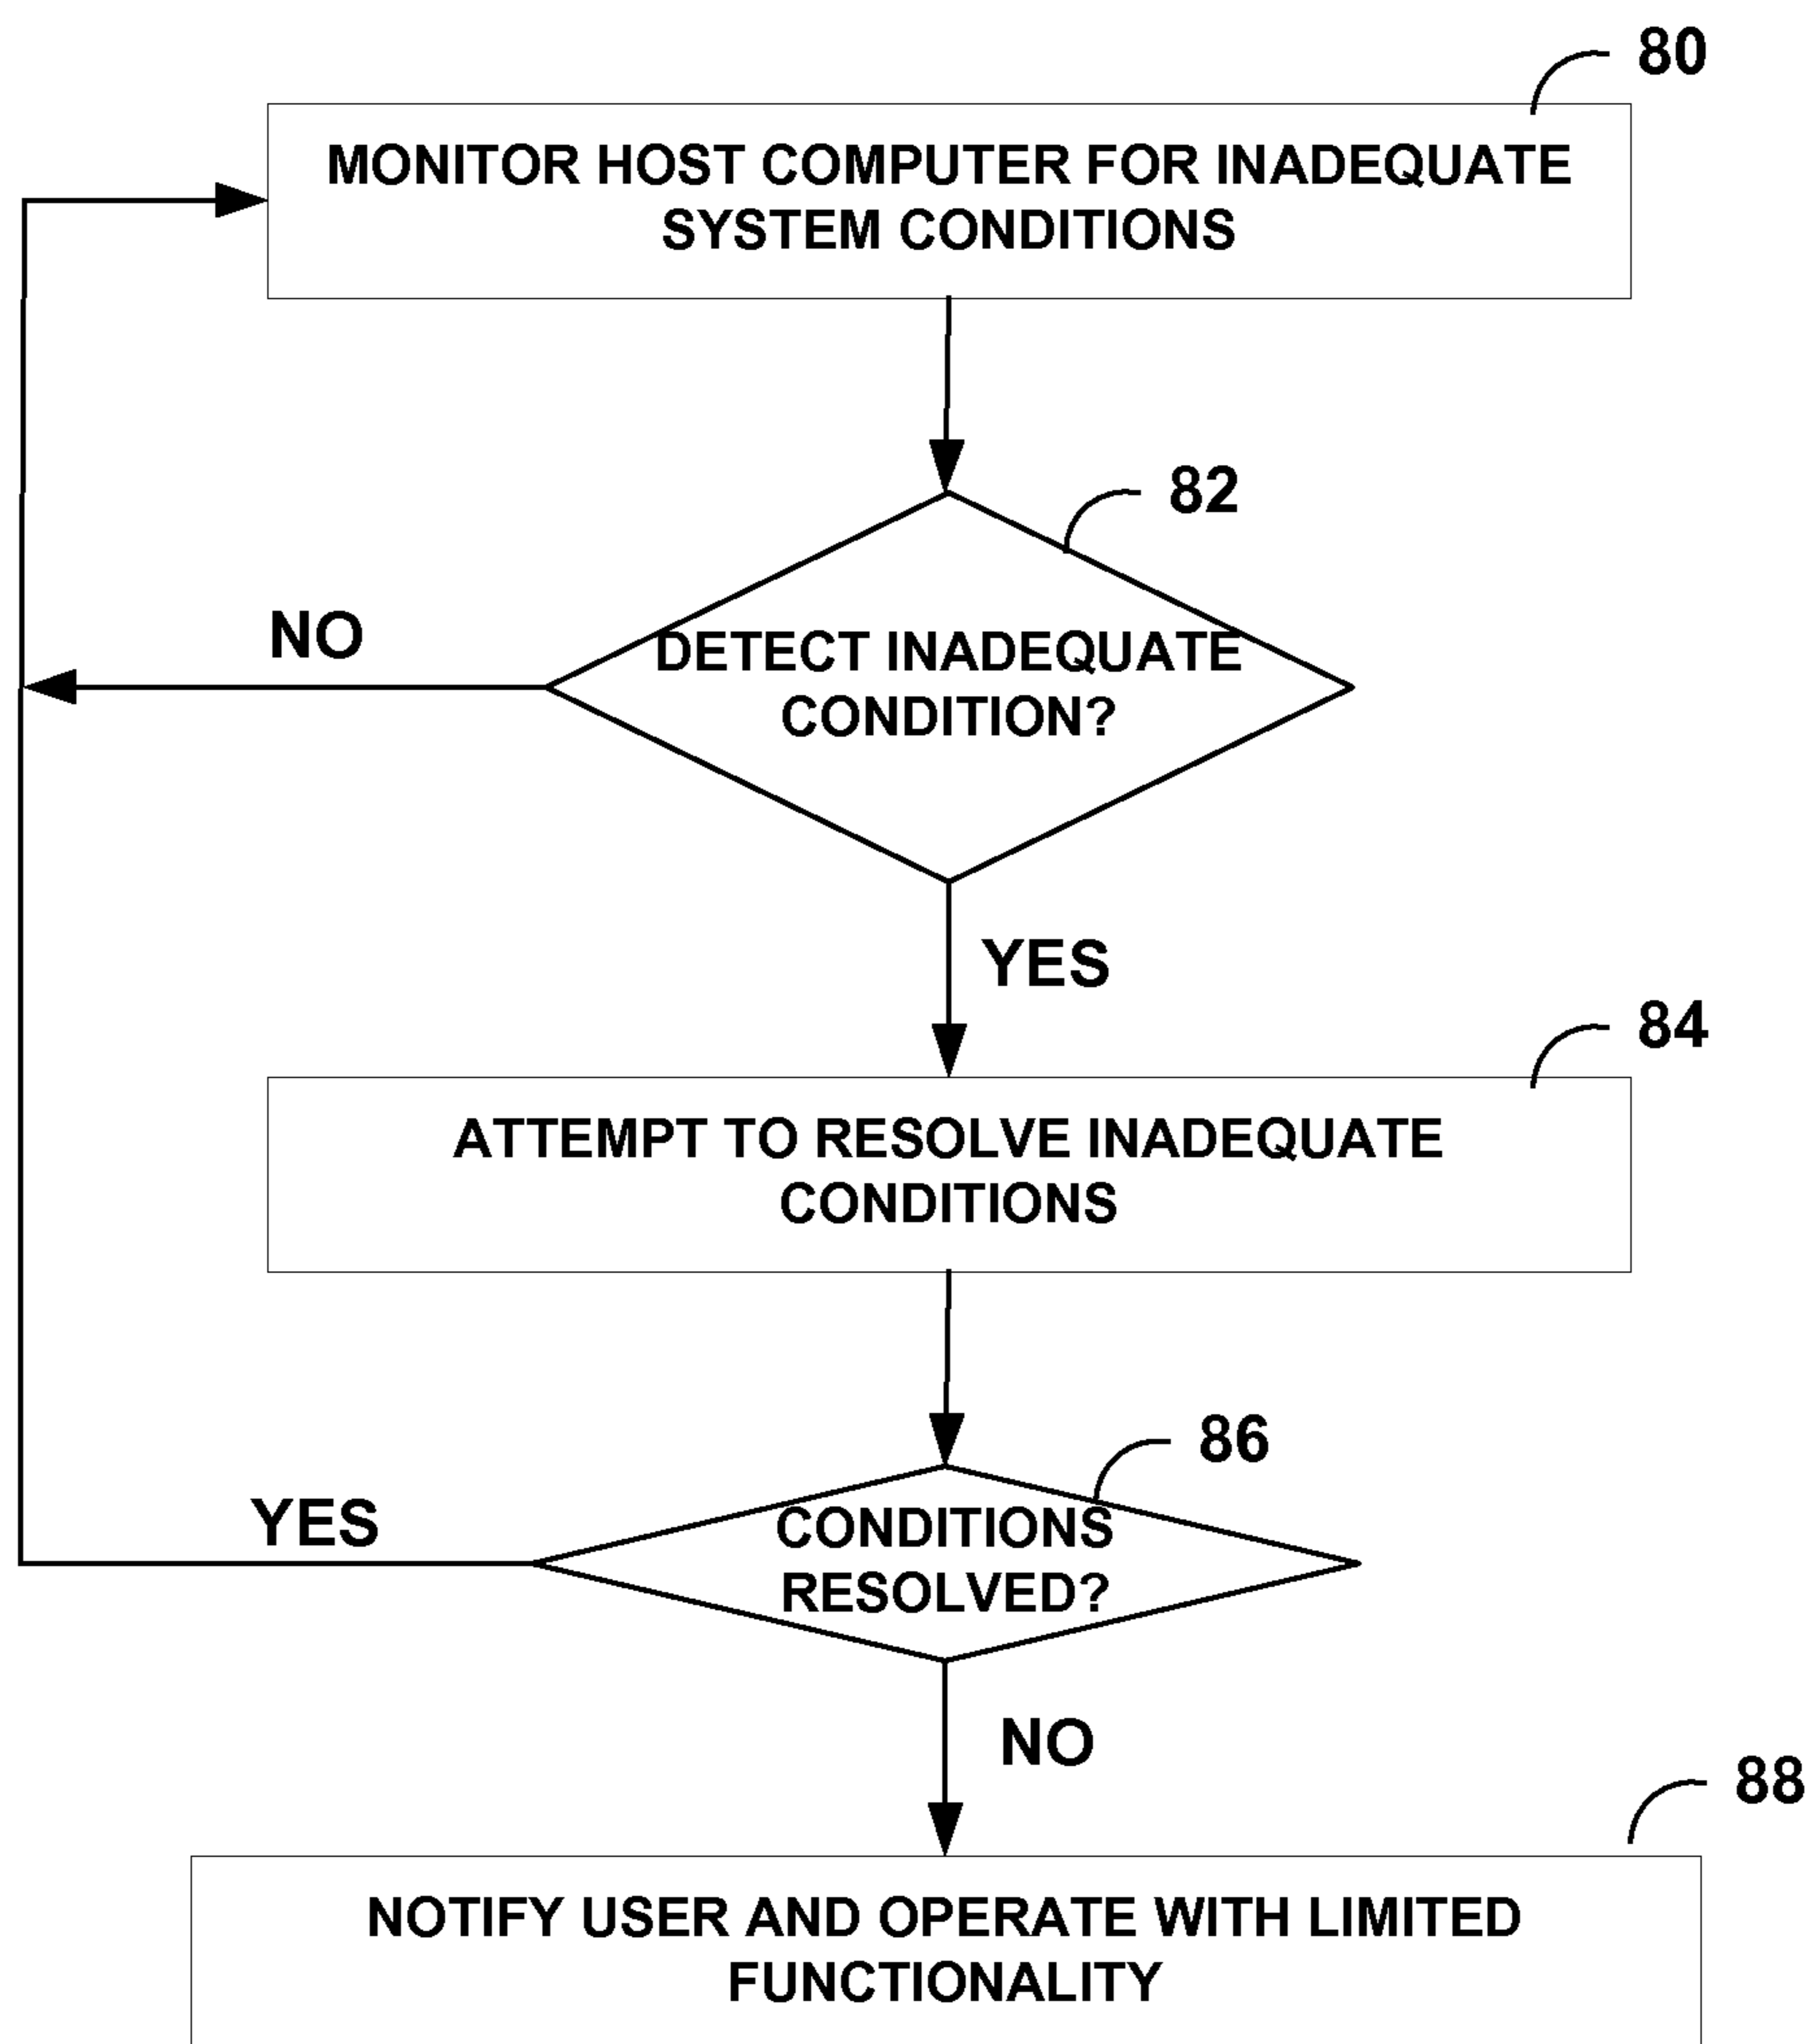 80
MONITOR HOST COMPUTER FOR INADEQUATE
SYSTEM CONDITIONS
82
NO
DETECT INADEQUATE
CONDITION?
YES
84
ATTEMPT TO RESOLVE INADEQUATE
CONDITIONS
86
YES
CONDITIONS
RESOLVED?
NO
88
NOTIFY USER AND OPERATE WITH LIMITED
FUNCTIONALITY